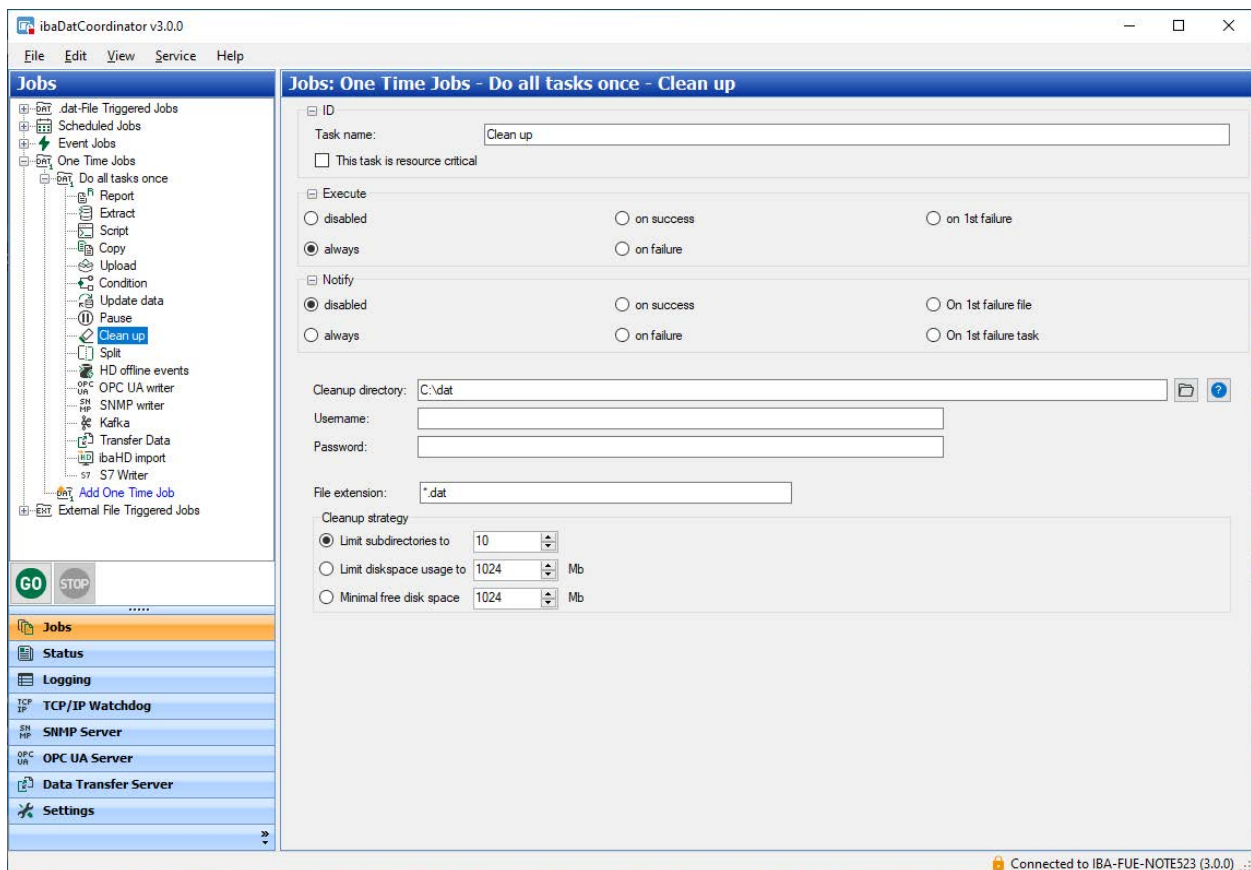 ibaDatCoordinator v3.0.0
File Edit View Service Help
Jobs
.dat-File Triggered Jobs
Scheduled Jobs
Event Jobs
One Time Jobs
Do all tasks once
Report
Extract
Script
Copy
Upload
Condition
Update data
Pause
Clean up
Split
HD offline events
OPC UA writer
SNMP writer
Kafka
Transfer Data
ibaHD import
S7 Writer
Add One Time Job
External File Triggered Jobs
GO STOP
Jobs
Status
Logging
TCP/IP Watchdog
SNMP Server
OPC UA Server
Data Transfer Server
Settings
Jobs: One Time Jobs - Do all tasks once - Clean up
ID
Task name: Clean up
This task is resource critical
Execute
disabled on success on 1st failure
always on failure
Notify
disabled on success On 1st failure file
always on failure On 1st failure task
Cleanup directory: C:\dat
Username:
Password:
File extension: *.dat
Cleanup strategy
Limit subdirectories to 10
Limit diskspace usage to 1024 Mb
Minimal free disk space 1024 Mb
Connected to IBA-FUE-NOTE523 (3.0.0)